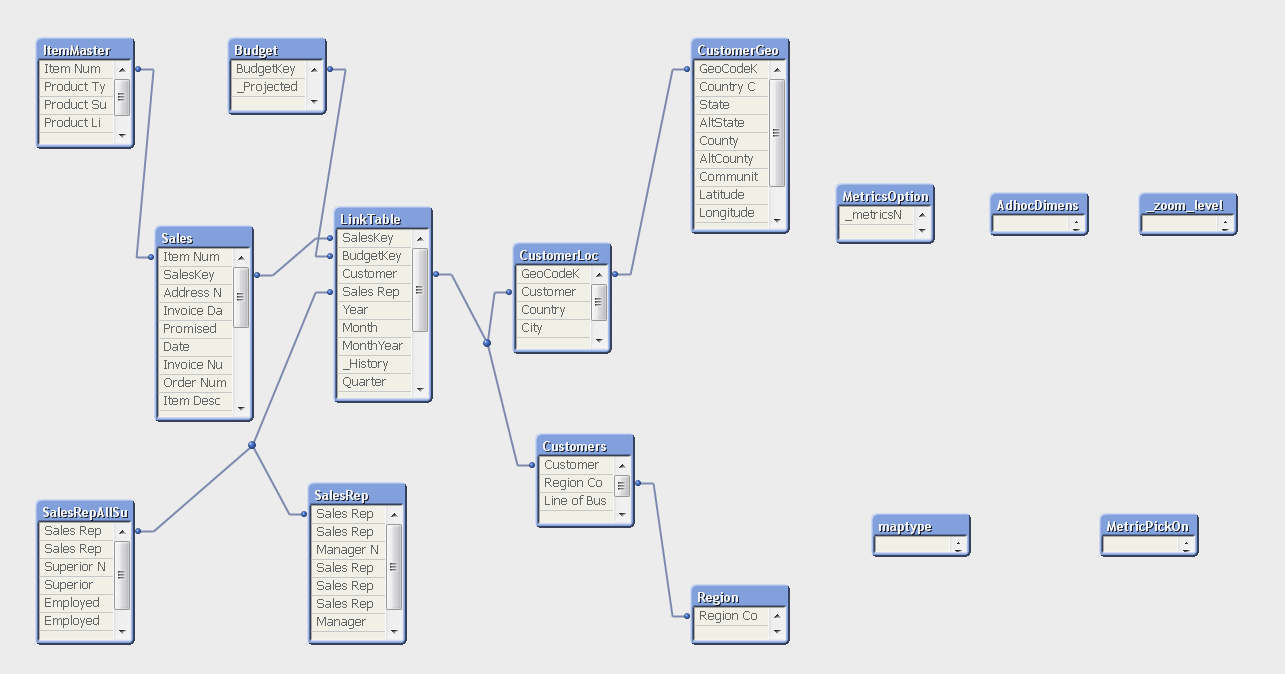 ItemMaster
Item Num
Product Ty
Product Su
Product Li
Budget
BudgetKey
_Projected
CustomerGeo
GeoCodeK
Country C
State
AltState
County
AltCounty
Communit
Latitude
Longitude
MetricsOption
_metricsN
AdhocDimens
_zoom_level
Sales
Item Num
SalesKey
Address N
Invoice Da
Promised
Date
Invoice Nu
Order Num
Item Desc
LinkTable
SalesKey
BudgetKey
Customer
Sales Rep
Year
Month
MonthYear
_History
Quarter
CustomerLoc
GeoCodeK
Customer
Country
City
Customers
Customer
Region Co
Line of Bus
SalesRepAllSu
Sales Rep
Sales Rep
Superior N
Superior
Employed
Employed
SalesRep
Sales Rep
Sales Rep
Manager N
Sales Rep
Sales Rep
Sales Rep
Manager
Region
Region Co
maptype
MetricPickOn